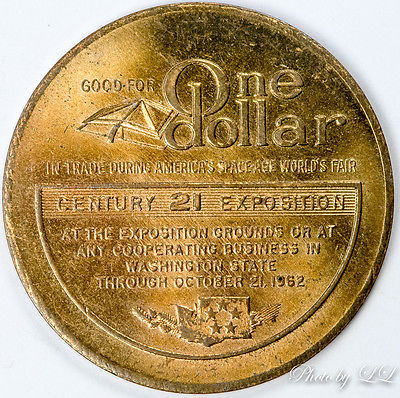 GOOD·FOR One
dollar
IN TRADE DURING AMERICA'S SPACE AGE WORLD'S FAIR
CENTURY 21 EXPOSITION
AT THE EXPOSITION GROUNDS OR AT
ANY COOPERATING BUSINESS IN
WASHINGTON STATE
THROUGH OCTOBER 21, 1962
Photo by LL